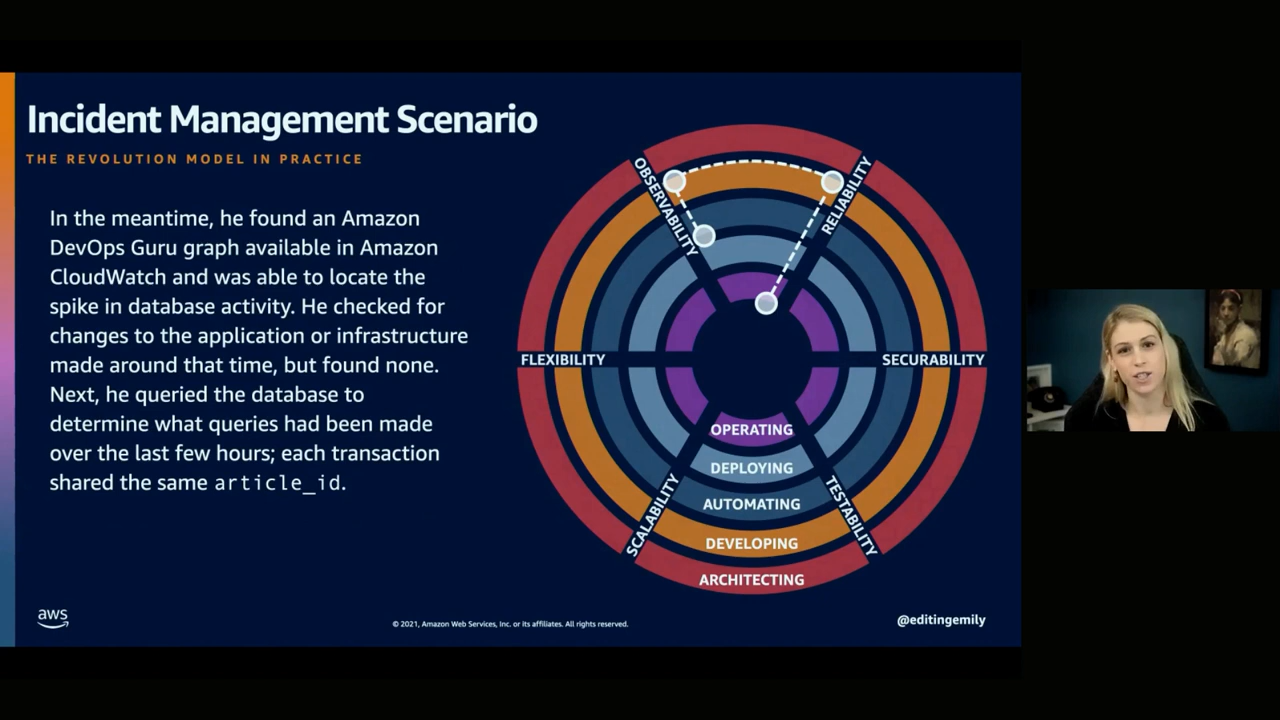 Incident Management Scenario
THE REVOLUTION MODEL IN PRACTICE
In the meantime, he found an Amazon
DevOps Guru graph available in Amazon
CloudWatch and was able to locate the
spike in database activity. He checked for
changes to the application or infrastructure
made around that time, but found none.
Next, he queried the database to
determine what queries had been made
over the last few hours; each transaction
shared the same article_id.
OBSERVABILITY
RELIABILITY
FLEXIBILITY
SECURABILITY
SCALABILITY
TESTABILITY
OPERATING
DEPLOYING
AUTOMATING
DEVELOPING
ARCHITECTING
aws
© 2021, Amazon Web Services, Inc. or its affiliates. All rights reserved.
@editingemily